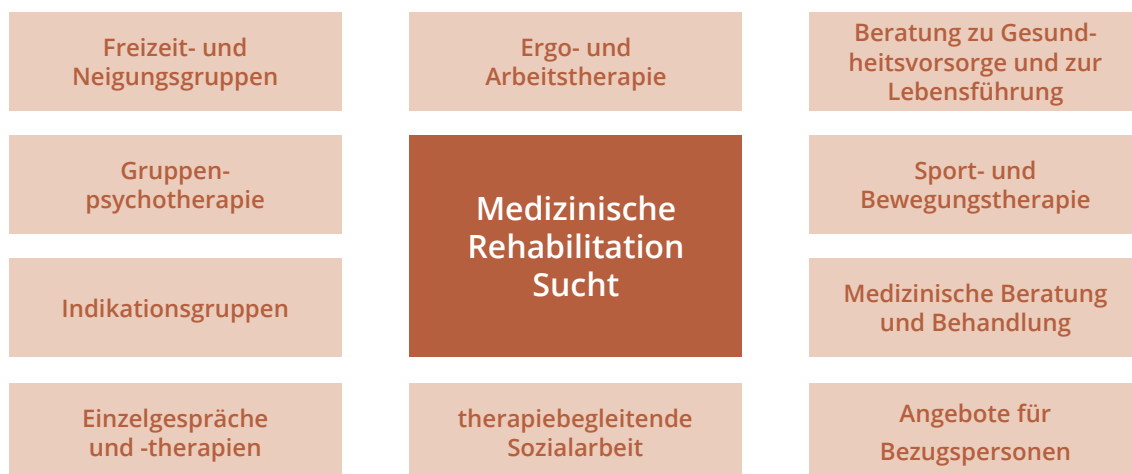 Freizeit- und
Neigungsgruppen
Ergo- und
Arbeitstherapie
Beratung zu Gesund-
heitsvorsorge und zur
Lebensführung
Gruppen-
psychotherapie
Medizinische
Rehabilitation
Sucht
Sport- und
Bewegungstherapie
Indikationsgruppen
Medizinische Beratung
und Behandlung
Einzelgespräche
und -therapien
therapiebegleitende
Sozialarbeit
Angebote für
Bezugspersonen